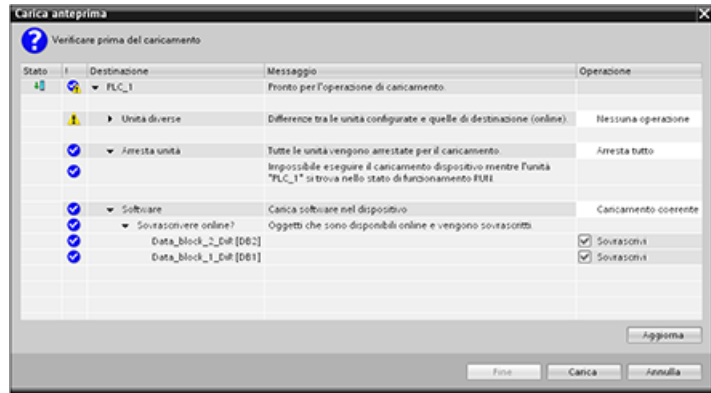 Carica anteprima
Verificare prima del caricamento
Stato ! Destinazione Messaggio Operazione
PLC_1 Pronto per l'operazione di caricamento.
Unità diverse Differenze tra le unità configurate e quelle di destinazione (online). Nessuna operazione
Arresta unità Tutte le unità vengono arrestate per il caricamento. Arresta tutto
Impossibile eseguire il caricamento dispositivo mentre l'unità
"PLC_1" si trova nello stato di funzionamento RUN.
Software Carica software nel dispositivo Caricamento coerente
Sovrascrivere online? Oggetti che sono disponibili online e vengono sovrascritti.
Data_block_2_DiR [DB2] Sovrascrivi
Data_block_1_DiR [DB1] Sovrascrivi
Aggiorna
Fine Carica Annulla